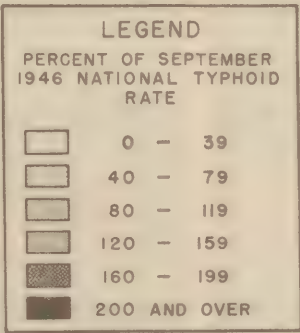 LEGEND
PERCENT OF SEPTEMBER
1946 NATIONAL TYPHOID
RATE
0 - 39
40 - 79
80 - 119
120 - 159
160 - 199
200 AND OVER